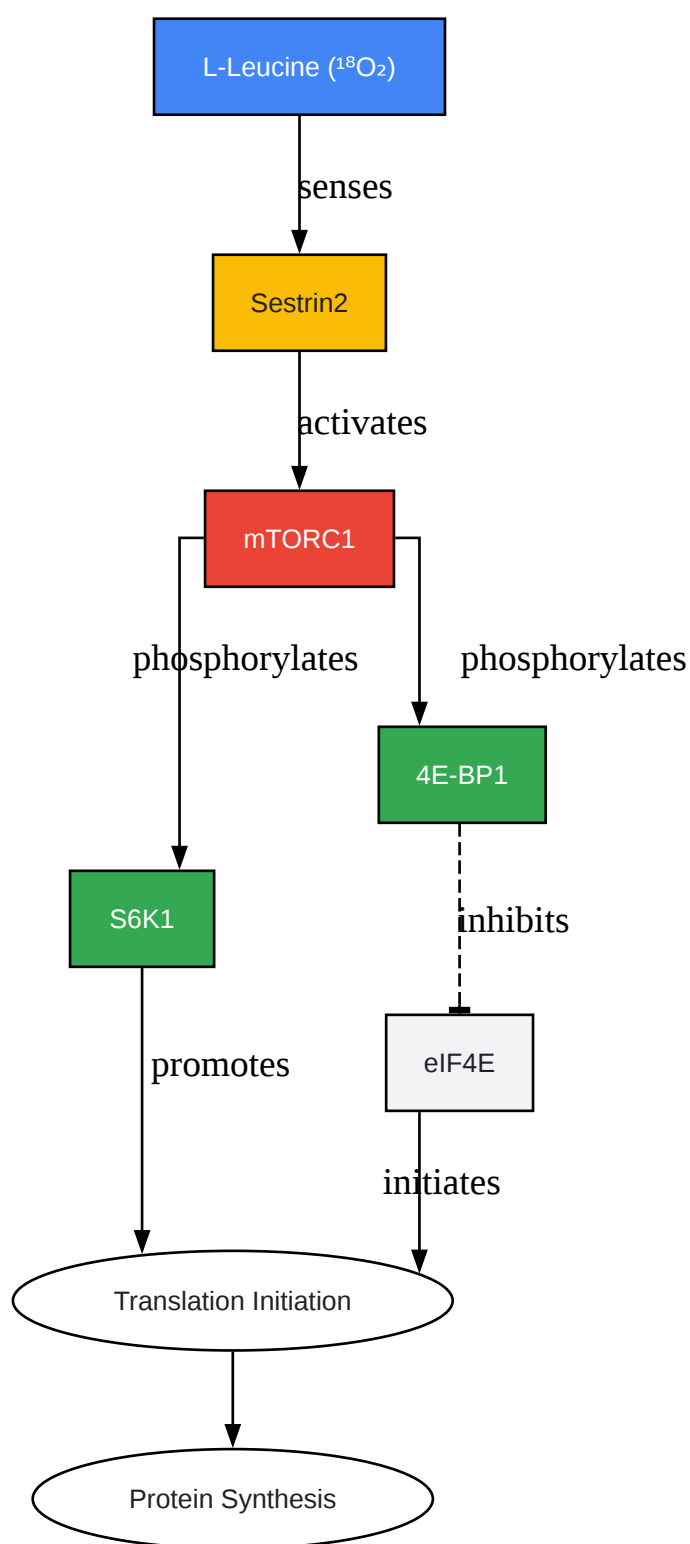 L-Leucine (¹⁸O₂)
senses
Sestrin2
activates
mTORC1
phosphorylates
phosphorylates
4E-BP1
S6K1
inhibits
eIF4E
promotes
initiates
Translation Initiation
Protein Synthesis